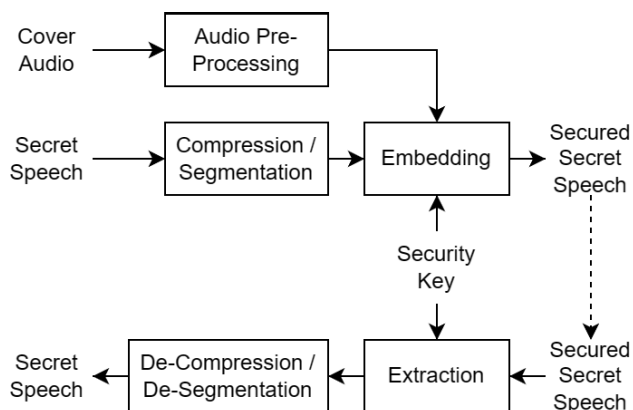 Cover
Audio
Audio Pre-
Processing
Secret
Speech
Compression /
Segmentation
Embedding
Secured
Secret
Speech
Security
Key
Secret
Speech
De-Compression /
De-Segmentation
Extraction
Secured
Secret
Speech